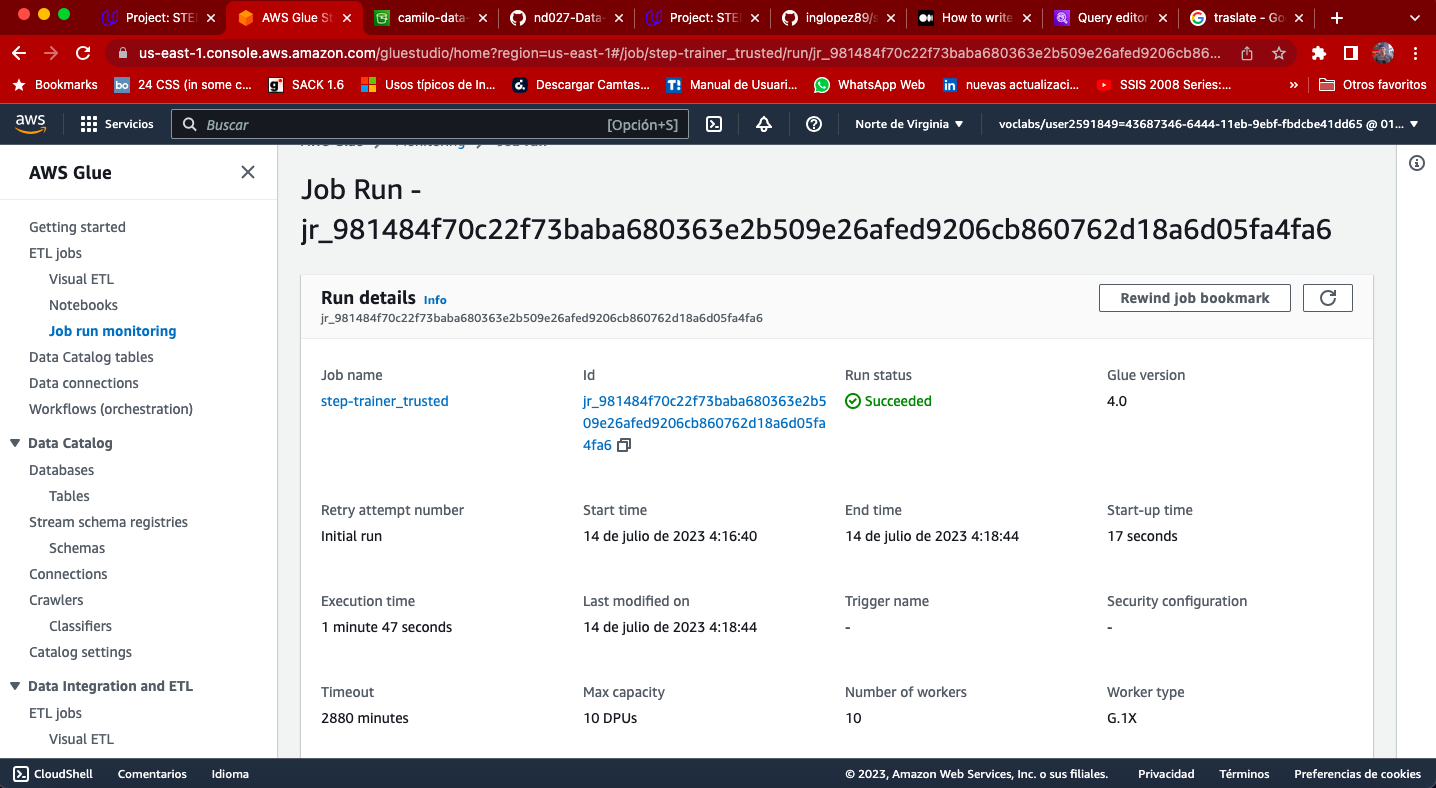 Project: STE
AWS Glue St
camilo-data-
nd027-Data-
Project: STE
inglopez89/s
How to write
Query editor
traslate - Go
us-east-1.console.aws.amazon.com/gluestudio/home?region=us-east-1#/job/step-trainer_trusted/run/jr_981484f70c22f73baba680363e2b509e26afed9206cb86...
Bookmarks
24 CSS (in some c...
SACK 1.6
Usos típicos de In...
Descargar Camtas...
Manual de Usuari...
WhatsApp Web
nuevas actualizaci...
SSIS 2008 Series:...
»
Otros favoritos
aws
Servicios
Buscar
[Opción+S]
Norte de Virginia
voclabs/user2591849=43687346-6444-11eb-9ebf-fbdcbe41dd65 @ 01...
AWS Glue
Getting started
ETL jobs
Visual ETL
Notebooks
Job run monitoring
Data Catalog tables
Data connections
Workflows (orchestration)
Data Catalog
Databases
Tables
Stream schema registries
Schemas
Connections
Crawlers
Classifiers
Catalog settings
Data Integration and ETL
ETL jobs
Visual ETL
Job Run -
jr_981484f70c22f73baba680363e2b509e26afed9206cb860762d18a6d05fa4fa6
Run details Info
jr_981484f70c22f73baba680363e2b509e26afed9206cb860762d18a6d05fa4fa6
Rewind job bookmark
Job name
step-trainer_trusted
Id
jr_981484f70c22f73baba680363e2b5
09e26afed9206cb860762d18a6d05fa
4fa6
Run status
Succeeded
Glue version
4.0
Retry attempt number
Initial run
Start time
14 de julio de 2023 4:16:40
End time
14 de julio de 2023 4:18:44
Start-up time
17 seconds
Execution time
1 minute 47 seconds
Last modified on
14 de julio de 2023 4:18:44
Trigger name
-
Security configuration
-
Timeout
2880 minutes
Max capacity
10 DPUs
Number of workers
10
Worker type
G.1X
CloudShell
Comentarios
Idioma
© 2023, Amazon Web Services, Inc. o sus filiales.
Privacidad
Términos
Preferencias de cookies